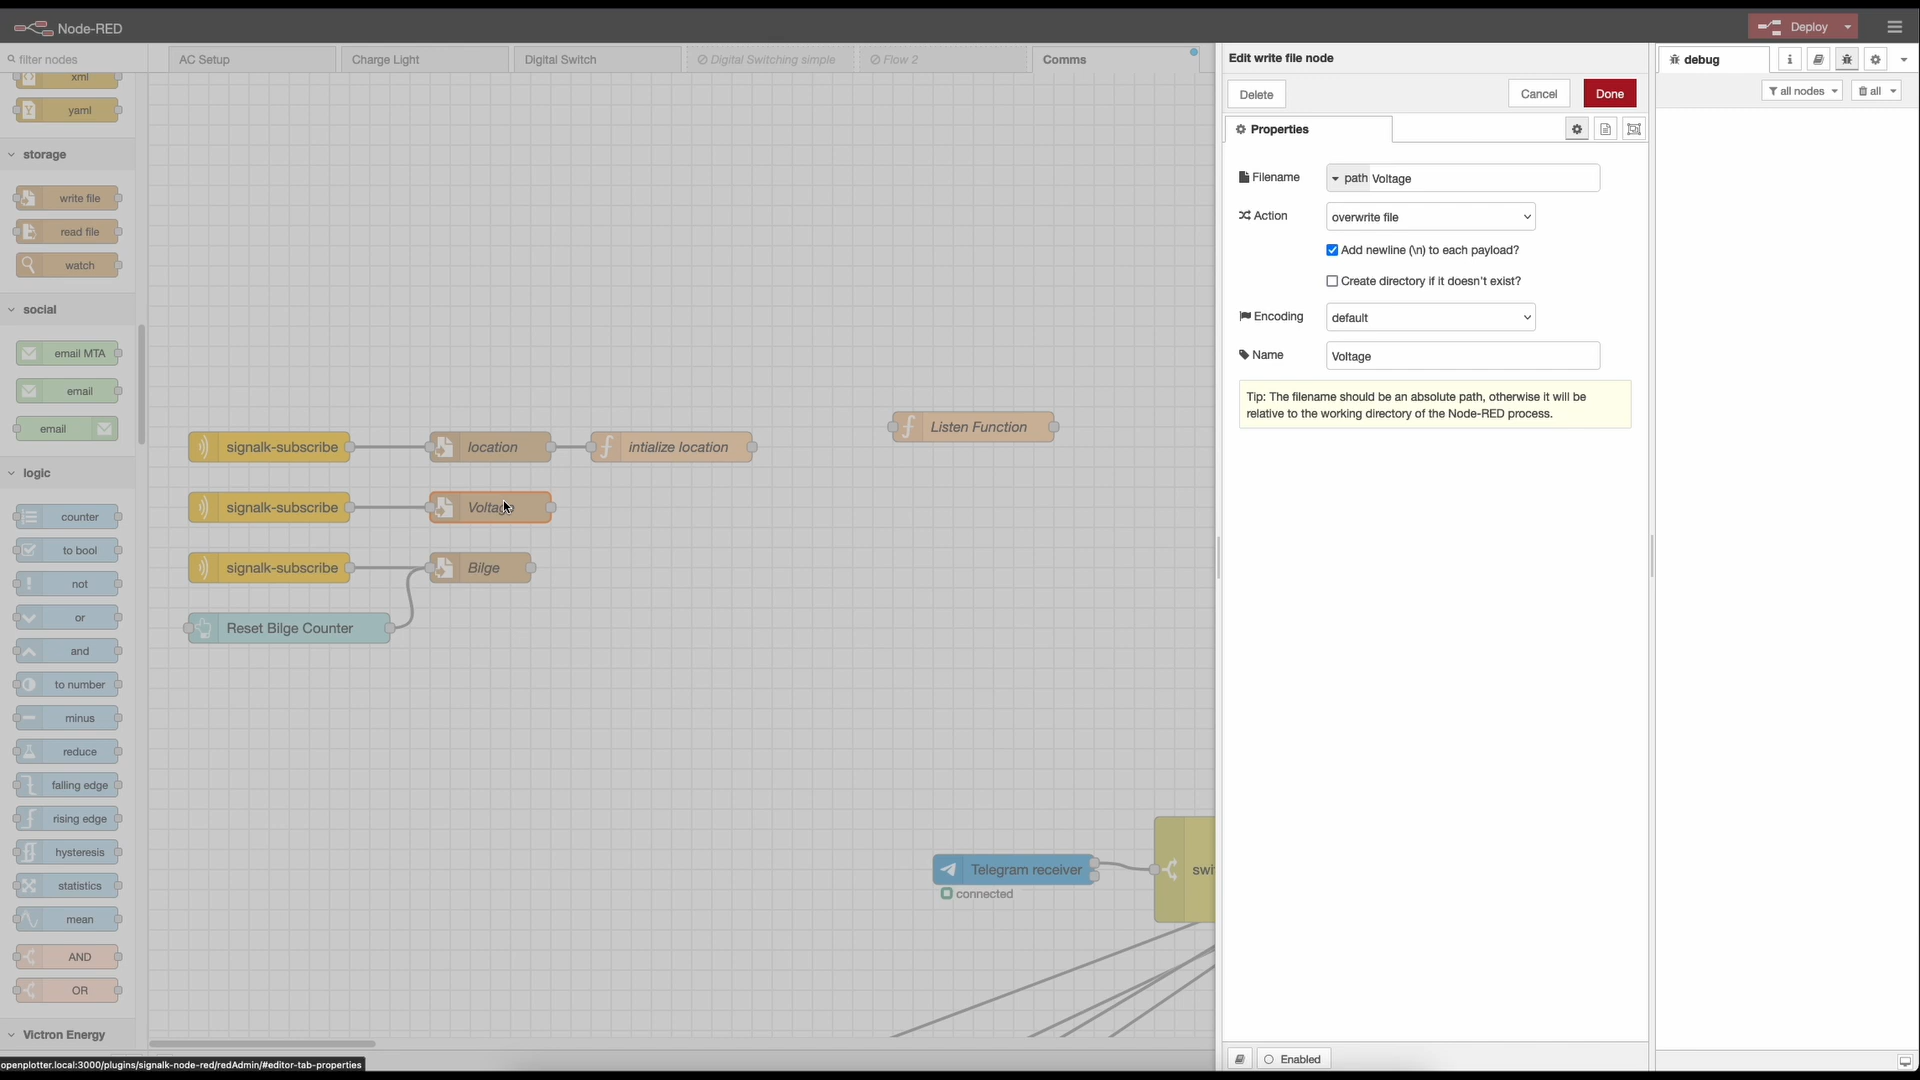 Node-RED
Deploy
filter nodes
AC Setup
Charge Light
Digital Switch
Digital Switching simple
Flow 2
Comms
xml
yaml
storage
write file
read file
watch
social
email MTA
email
email
logic
counter
to bool
not
or
and
to number
minus
reduce
falling edge
rising edge
hysteresis
statistics
mean
AND
OR
Victron Energy
signalk-subscribe
location
intialize location
Listen Function
signalk-subscribe
signalk-subscribe
Bilge
Reset Bilge Counter
Telegram receiver
connected
Edit write file node
Delete
Cancel
Done
Properties
Filename
path Voltage
Action
overwrite file
Add newline (\n) to each payload?
Create directory if it doesn't exist?
Encoding
default
Name
Voltage
Tip: The filename should be an absolute path, otherwise it will be
relative to the working directory of the Node-RED process.
Enabled
debug
all nodes
all
openplotter.local:3000/plugins/signalk-node-red/redAdmin/#editor-tab-properties